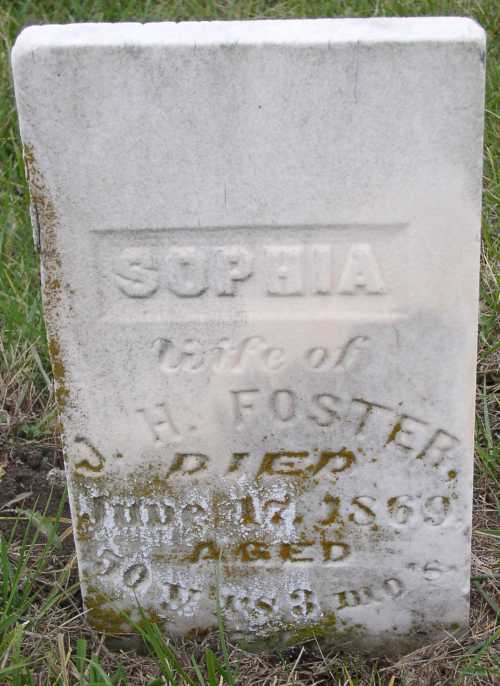 SOPHIA
Wife of
J. H. FOSTER,
DIED
June 17, 1869.
AGED
50 Y'rs 3 mo's.